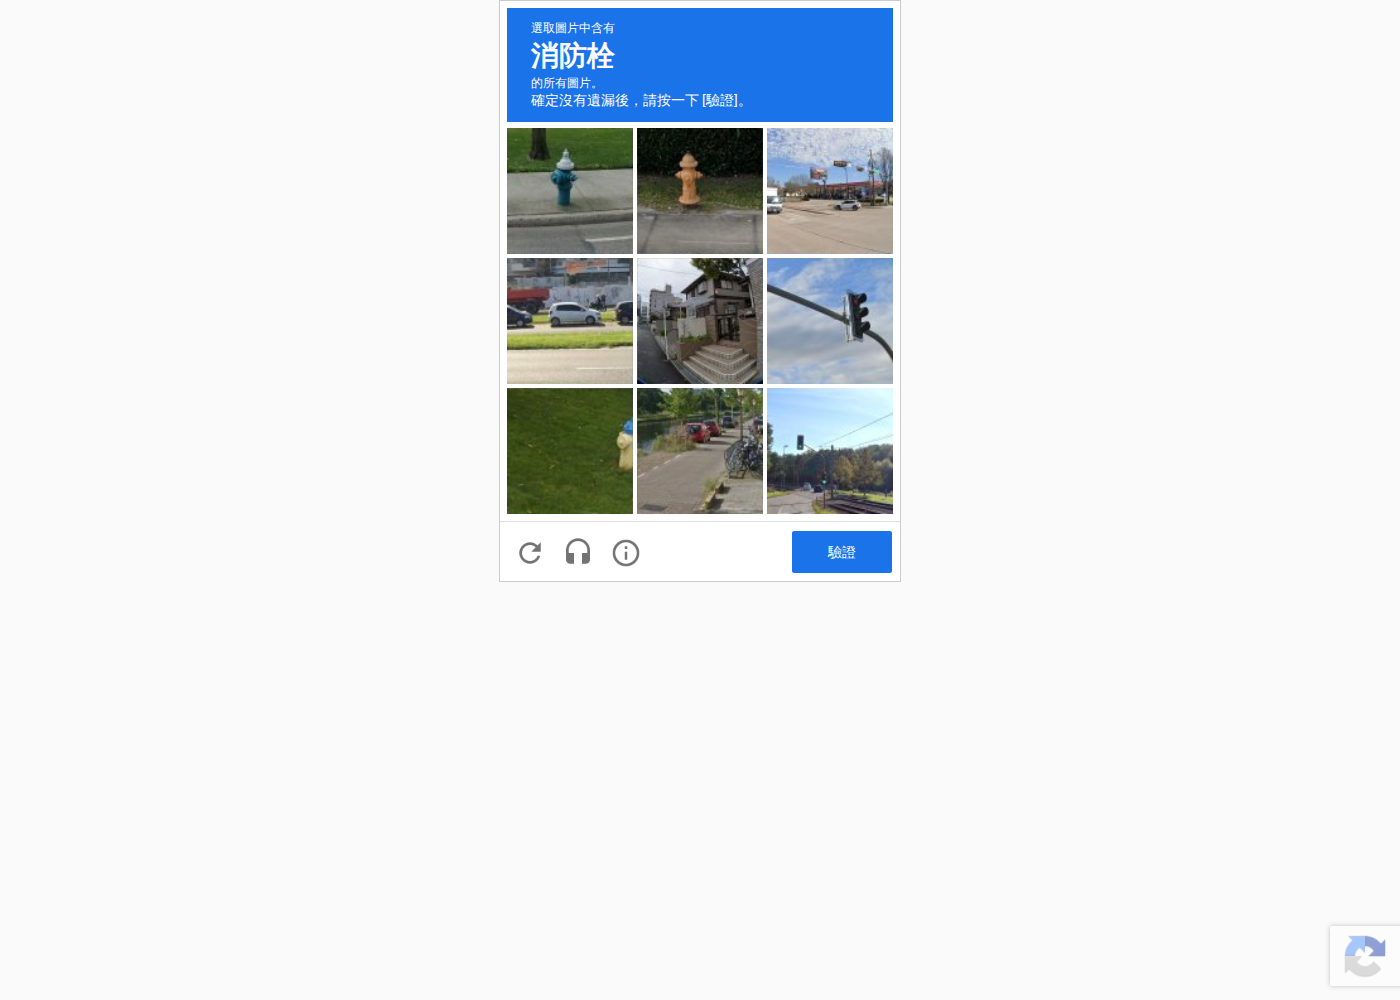 選取圖片中含有
消防栓
的所有圖片。
確定沒有遺漏後，請按一下 [驗證]。
驗證